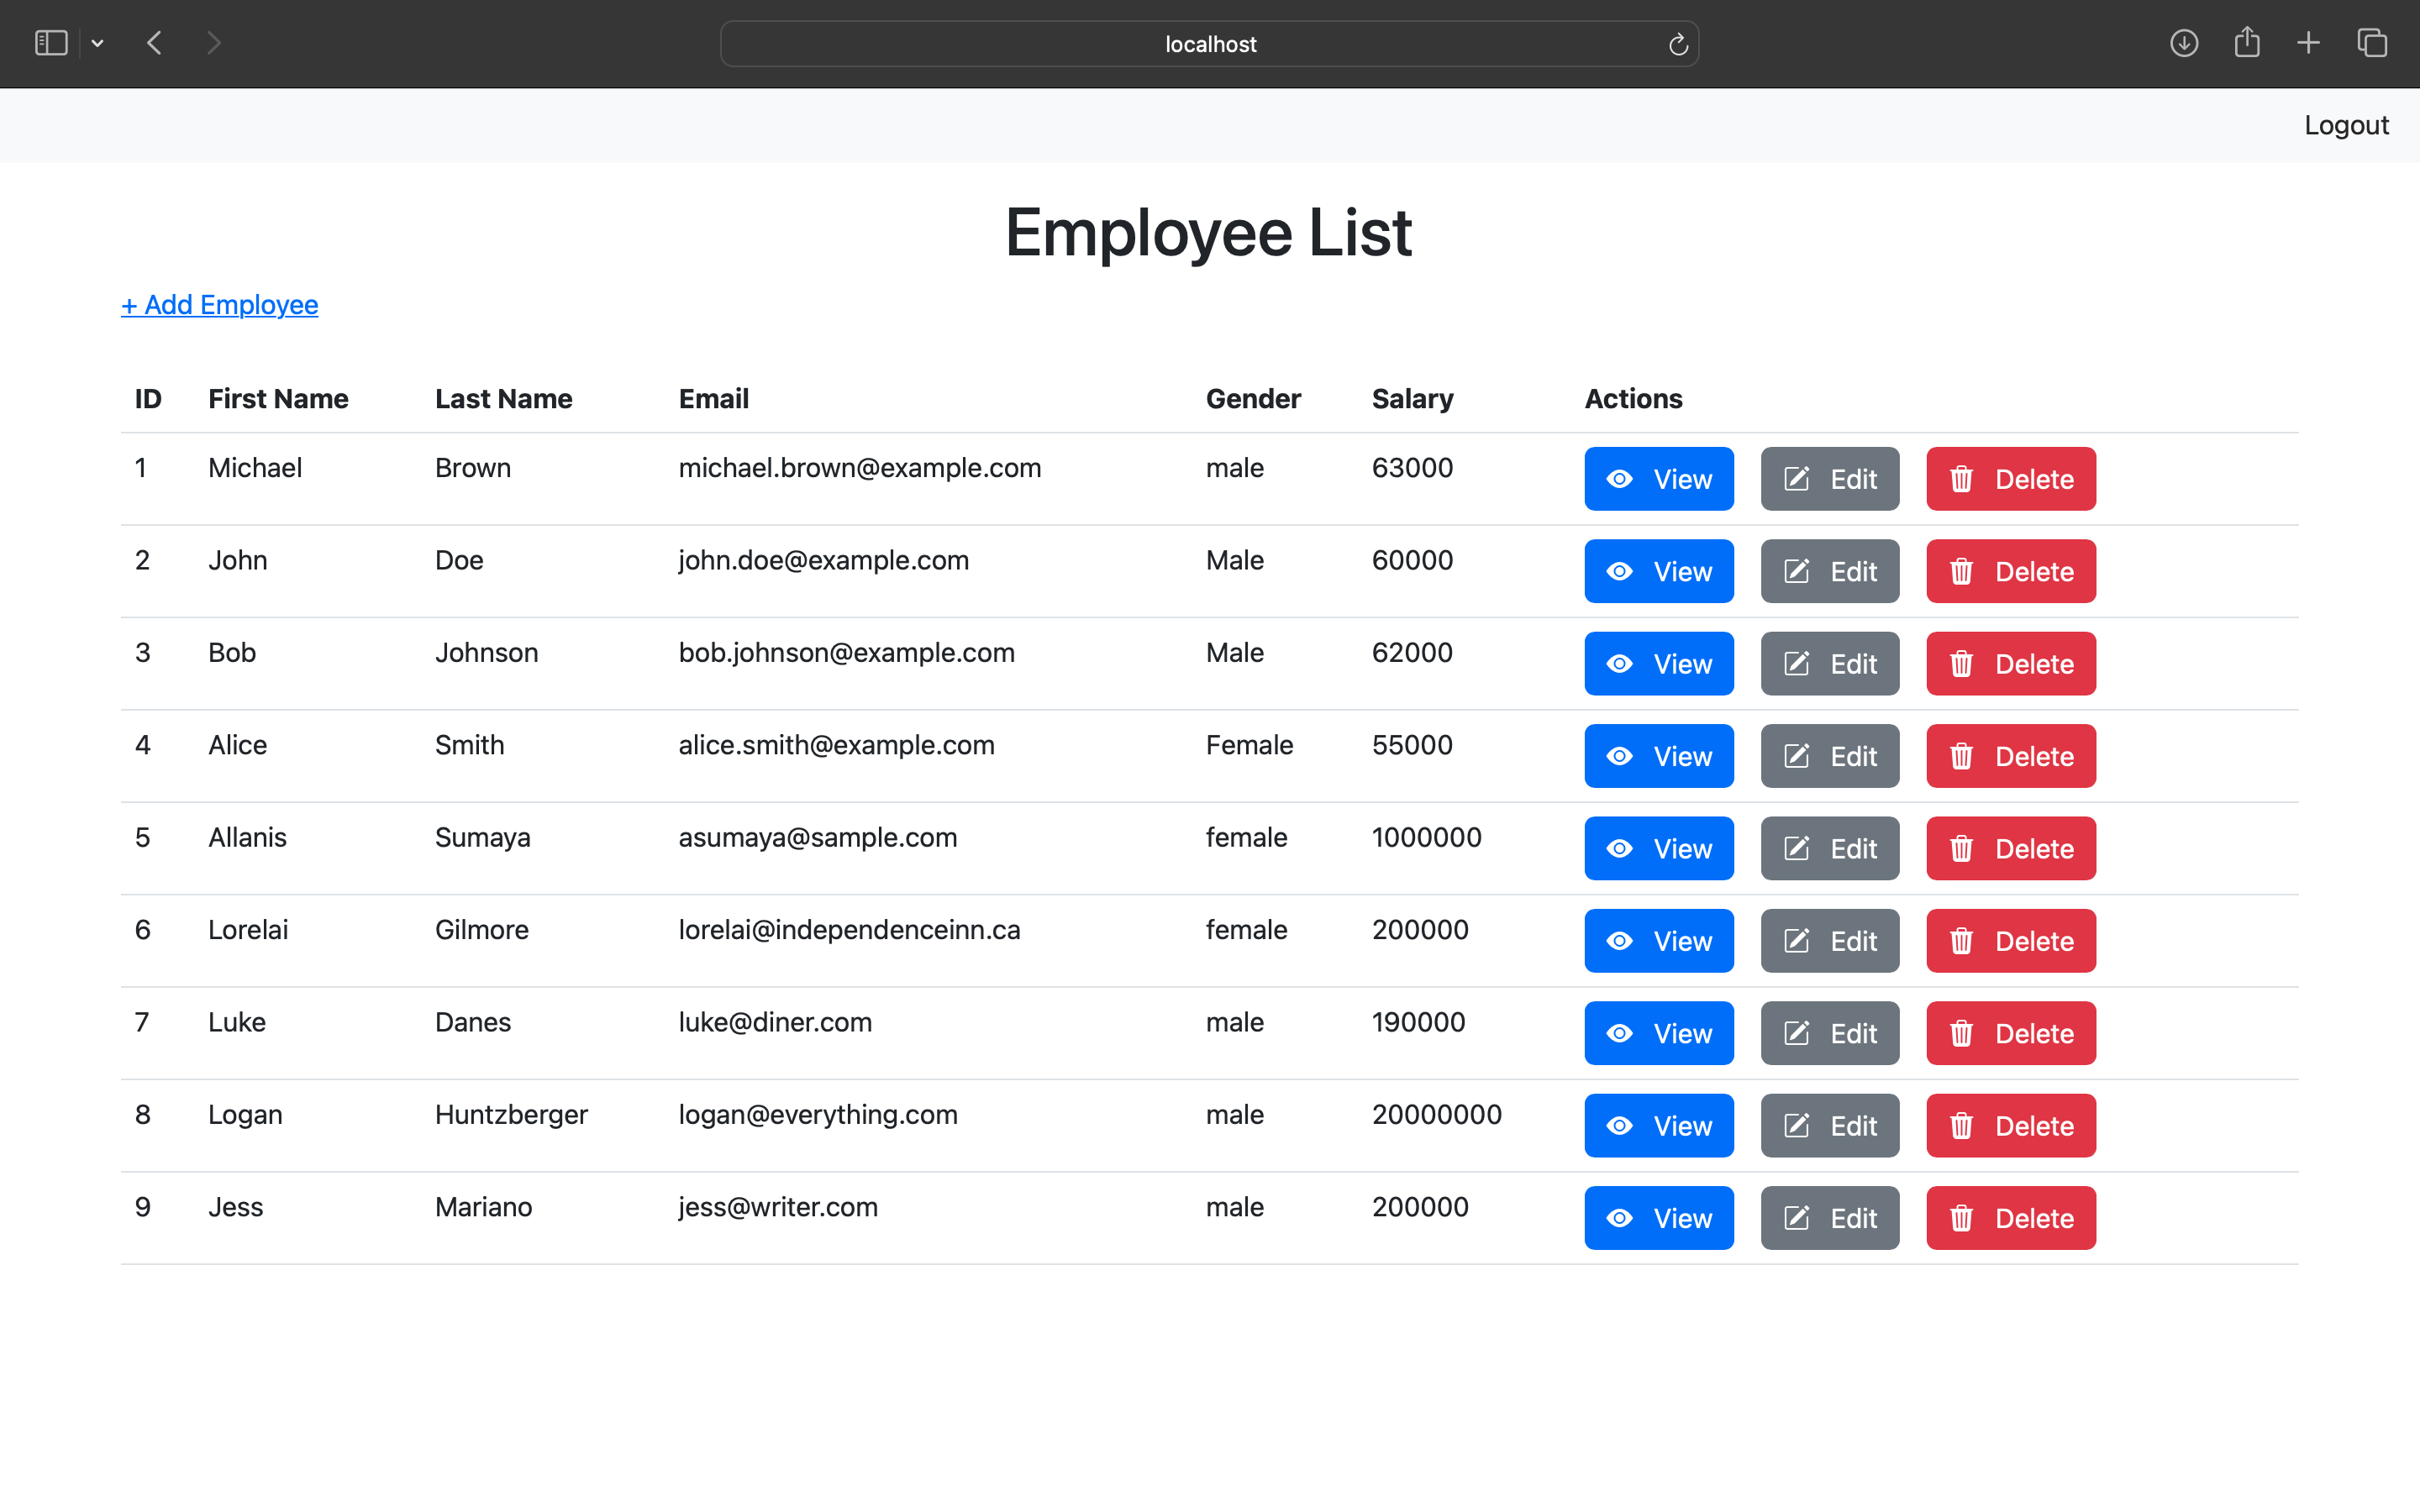 localhost
Logout
Employee List
+ Add Employee
ID First Name Last Name Email Gender Salary Actions
1 Michael Brown michael.brown@example.com male 63000 View Edit Delete
2 John Doe john.doe@example.com Male 60000 View Edit Delete
3 Bob Johnson bob.johnson@example.com Male 62000 View Edit Delete
4 Alice Smith alice.smith@example.com Female 55000 View Edit Delete
5 Allanis Sumaya asumaya@sample.com female 1000000 View Edit Delete
6 Lorelai Gilmore lorelai@independenceinn.ca female 200000 View Edit Delete
7 Luke Danes luke@diner.com male 190000 View Edit Delete
8 Logan Huntzberger logan@everything.com male 20000000 View Edit Delete
9 Jess Mariano jess@writer.com male 200000 View Edit Delete